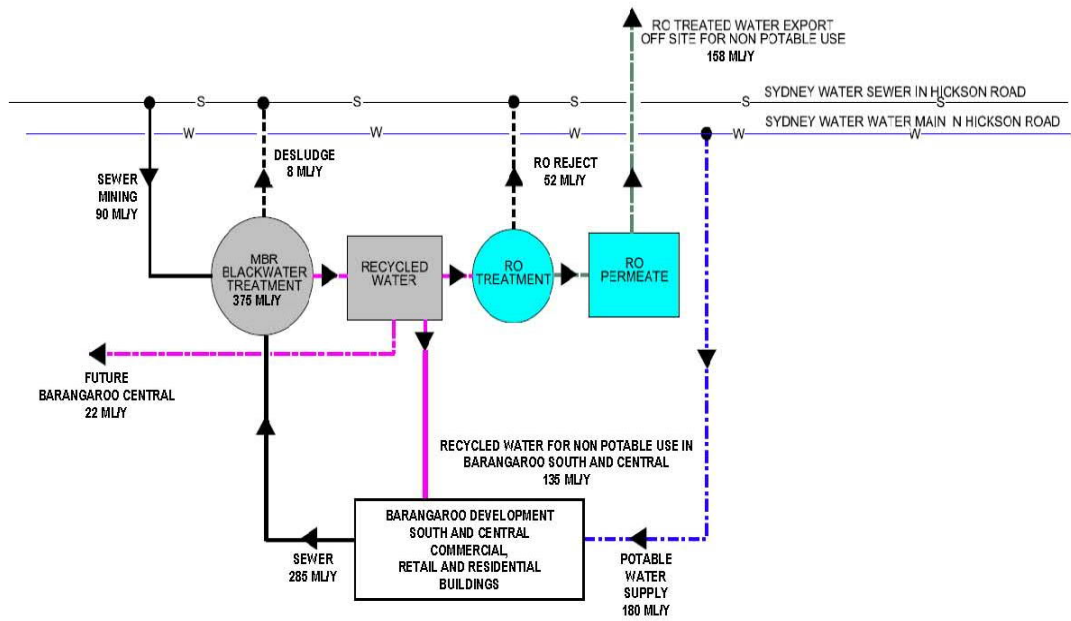 RO TREATED WATER EXPORT
OFF SITE FOR NON POTABLE USE
158 ML/Y
S
S
S
S
S
SYDNEY WATER SEWER IN HICKSON ROAD
W
W
W
W
W
SYDNEY WATER WATER MAIN IN HICKSON ROAD
SEWER
MINING
90 ML/Y
DESLUDGE
8 ML/Y
RO REJECT
52 ML/Y
MBR
BLACKWATER
TREATMENT
375 ML/Y
RECYCLED
WATER
RO
TREATMENT
RO
PERMEATE
FUTURE
BARANGAROO CENTRAL
22 ML/Y
RECYCLED WATER FOR NON POTABLE USE IN
BARANGAROO SOUTH AND CENTRAL
135 ML/Y
BARANGAROO DEVELOPMENT
SOUTH AND CENTRAL
COMMERCIAL,
RETAIL AND RESIDENTIAL
BUILDINGS
SEWER
285 ML/Y
POTABLE
WATER
SUPPLY
180 ML/Y